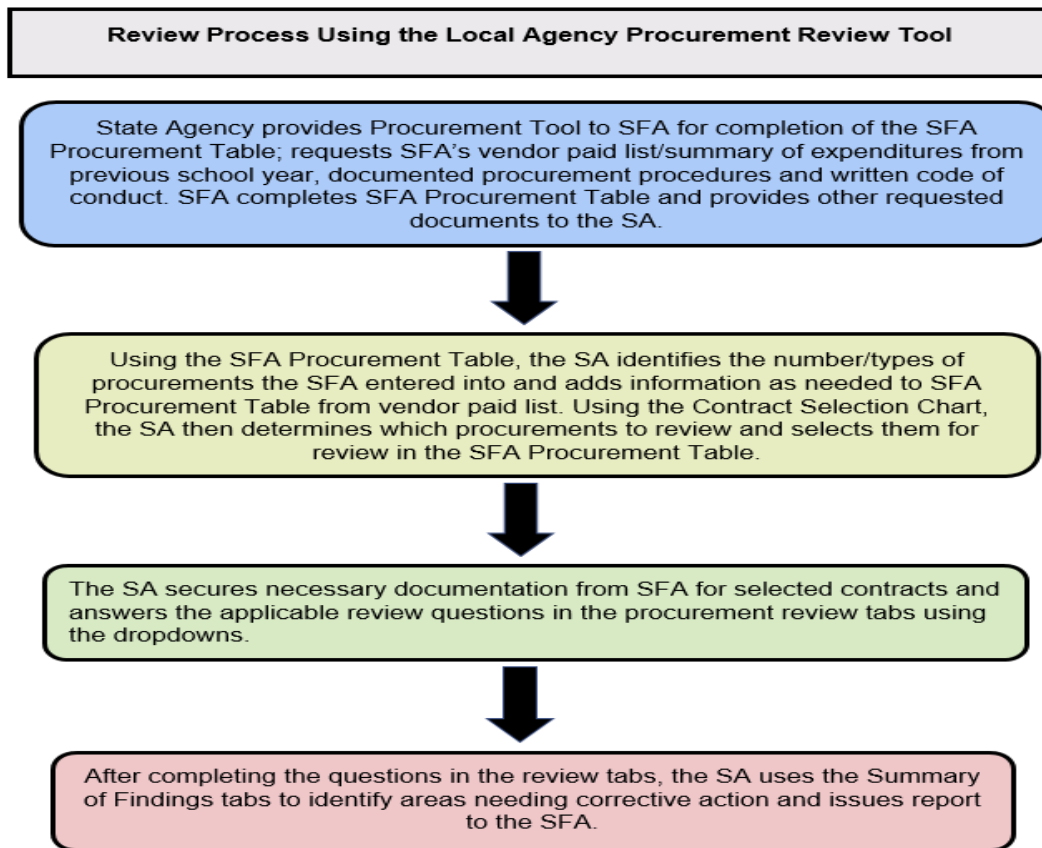 Review Process Using the Local Agency Procurement Review Tool
State Agency provides Procurement Tool to SFA for completion of the SFA
Procurement Table; requests SFA's vendor paid list/summary of expenditures from
previous school year, documented procurement procedures and written code of
conduct. SFA completes SFA Procurement Table and provides other requested
documents to the SA.
Using the SFA Procurement Table, the SA identifies the number/types of
procurements the SFA entered into and adds information as needed to SFA
Procurement Table from vendor paid list. Using the Contract Selection Chart,
the SA then determines which procurements to review and selects them for
review in the SFA Procurement Table.
The SA secures necessary documentation from SFA for selected contracts and
answers the applicable review questions in the procurement review tabs using
the dropdowns.
After completing the questions in the review tabs, the SA uses the Summary
of Findings tabs to identify areas needing corrective action and issues report
to the SFA.